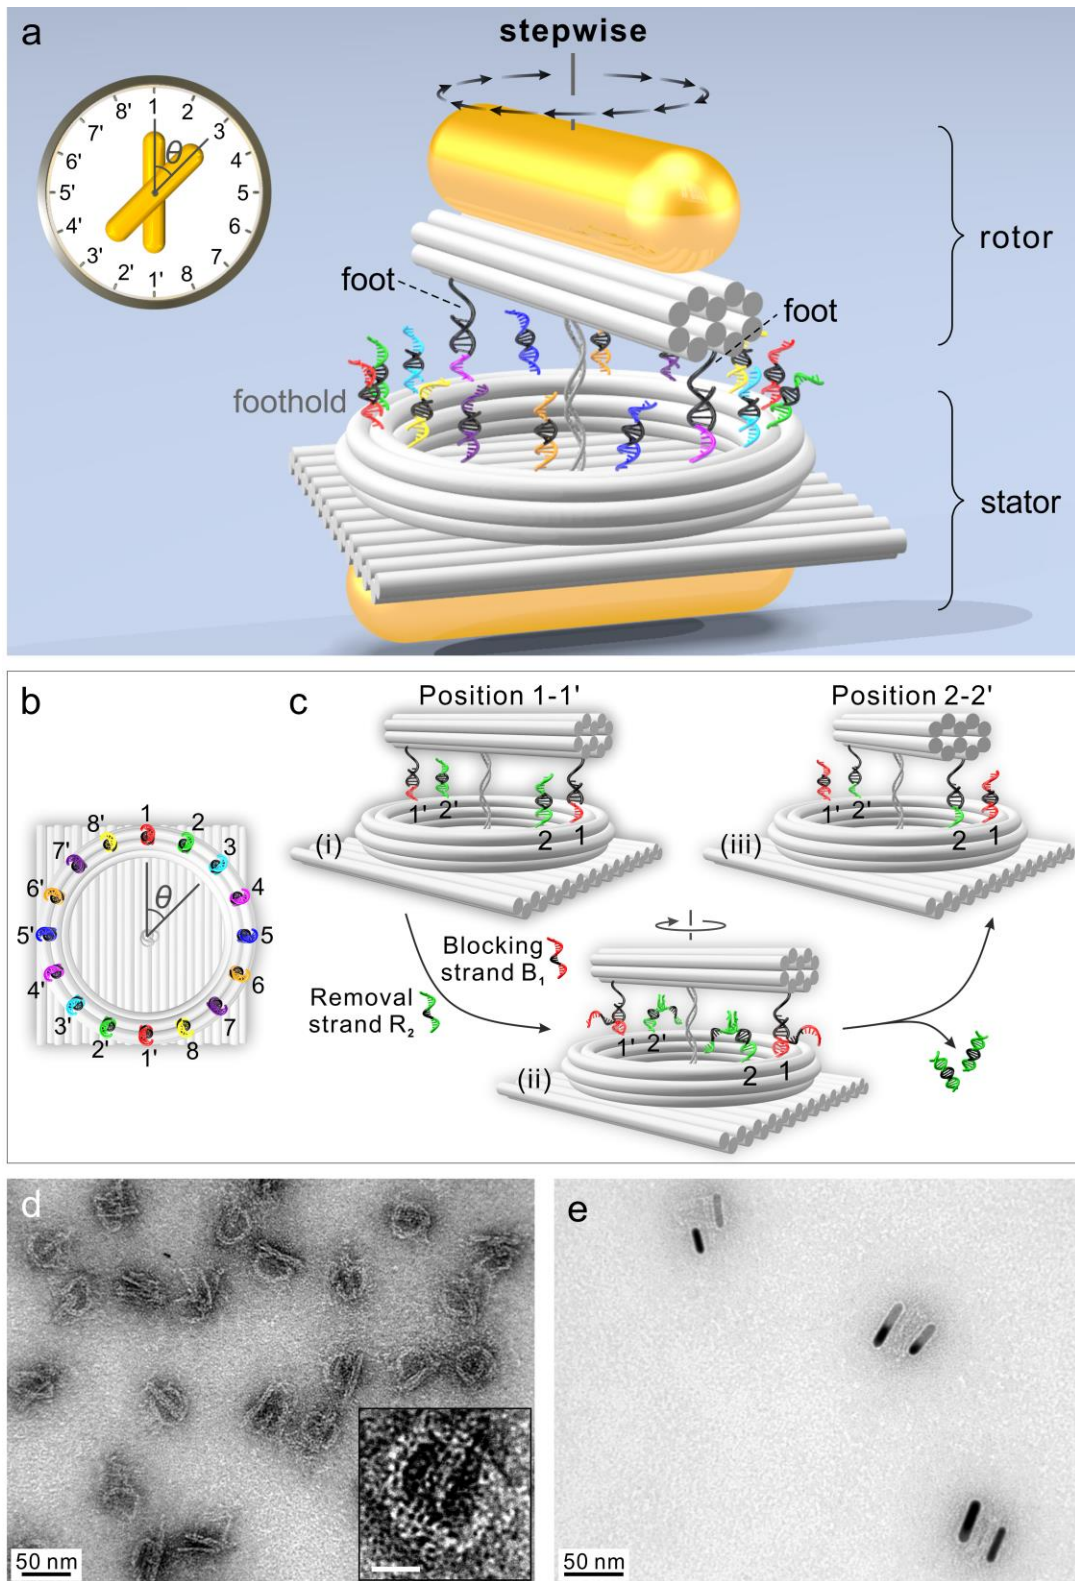 a
stepwise
1
2
3
4
5
6
7
8
1'
2'
3'
4'
5'
6'
7'
8'
θ
rotor
foot
foot
foothold
stator
b
1
2
3
4
5
6
7
8
1'
2'
3'
4'
5'
6'
7'
8'
θ
c
Position 1-1'
Position 2-2'
1'
2'
2
1
(i)
1'
2'
2
1
(iii)
Blocking
strand B₁
Removal
strand R₂
1'
2'
2
1
(ii)
d
50 nm
e
50 nm